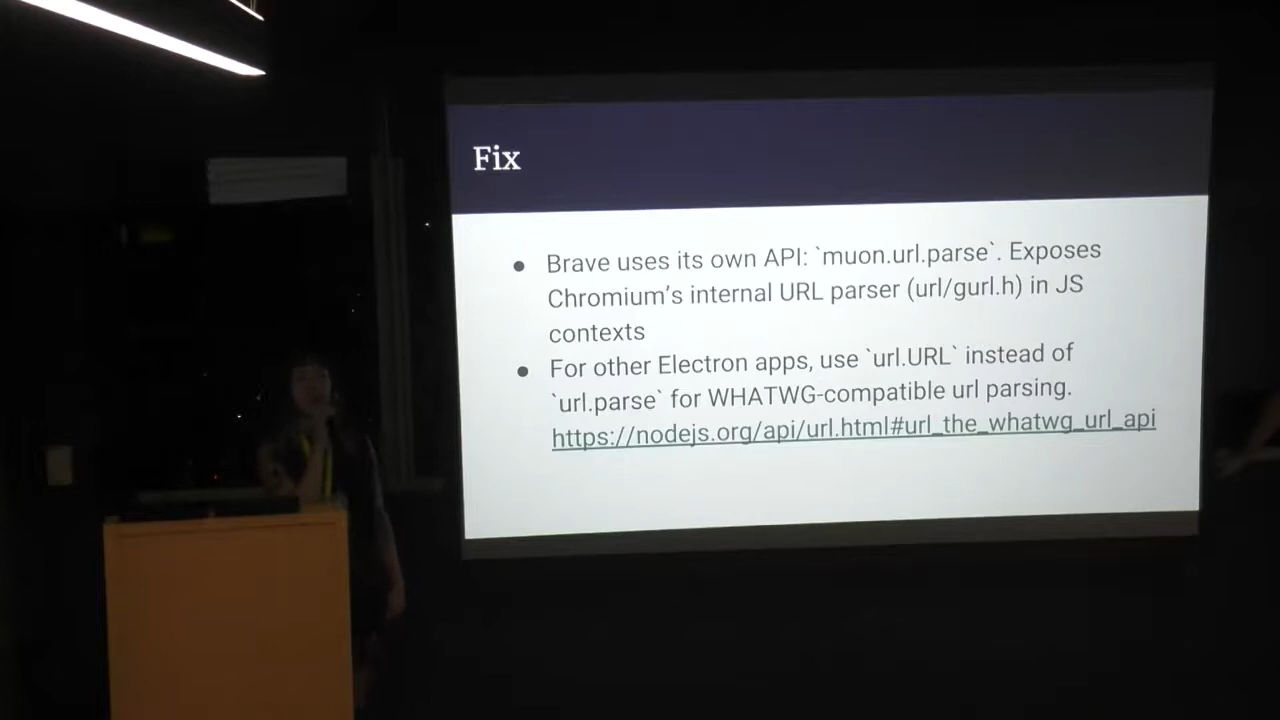 Fix
● Brave uses its own API: `muon.url.parse`. Exposes
Chromium’s internal URL parser (url/gurl.h) in JS
contexts
● For other Electron apps, use `url.URL` instead of
`url.parse` for WHATWG-compatible url parsing.
https://nodejs.org/api/url.html#url_the_whatwg_url_api